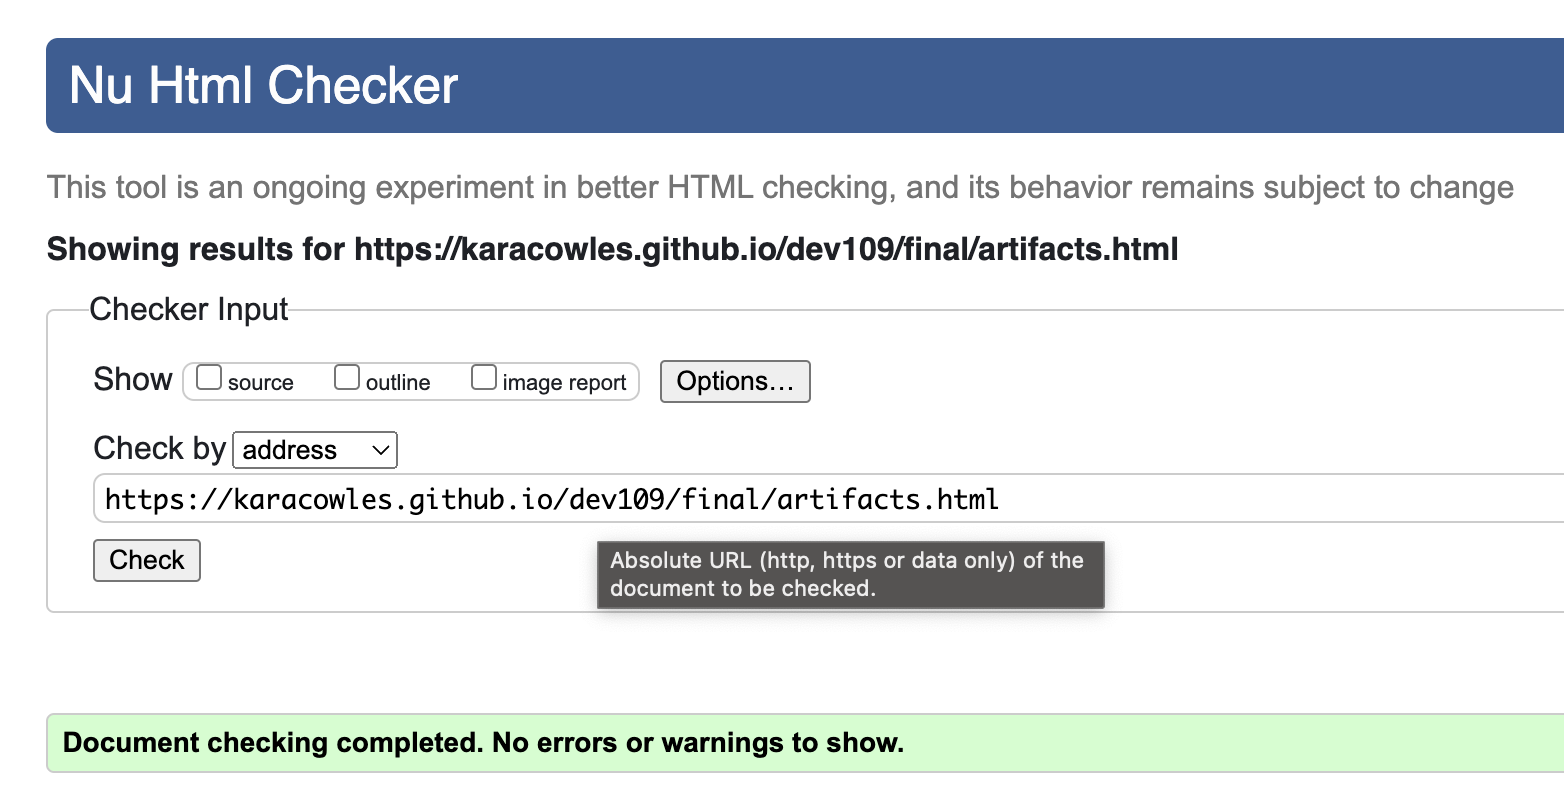 Nu Html Checker
This tool is an ongoing experiment in better HTML checking, and its behavior remains subject to change
Showing results for https://karacowles.github.io/dev109/final/artifacts.html
Checker Input
Show source outline image report Options...
Check by address
https://karacowles.github.io/dev109/final/artifacts.html
Check
Absolute URL (http, https or data only) of the
document to be checked.
Document checking completed. No errors or warnings to show.